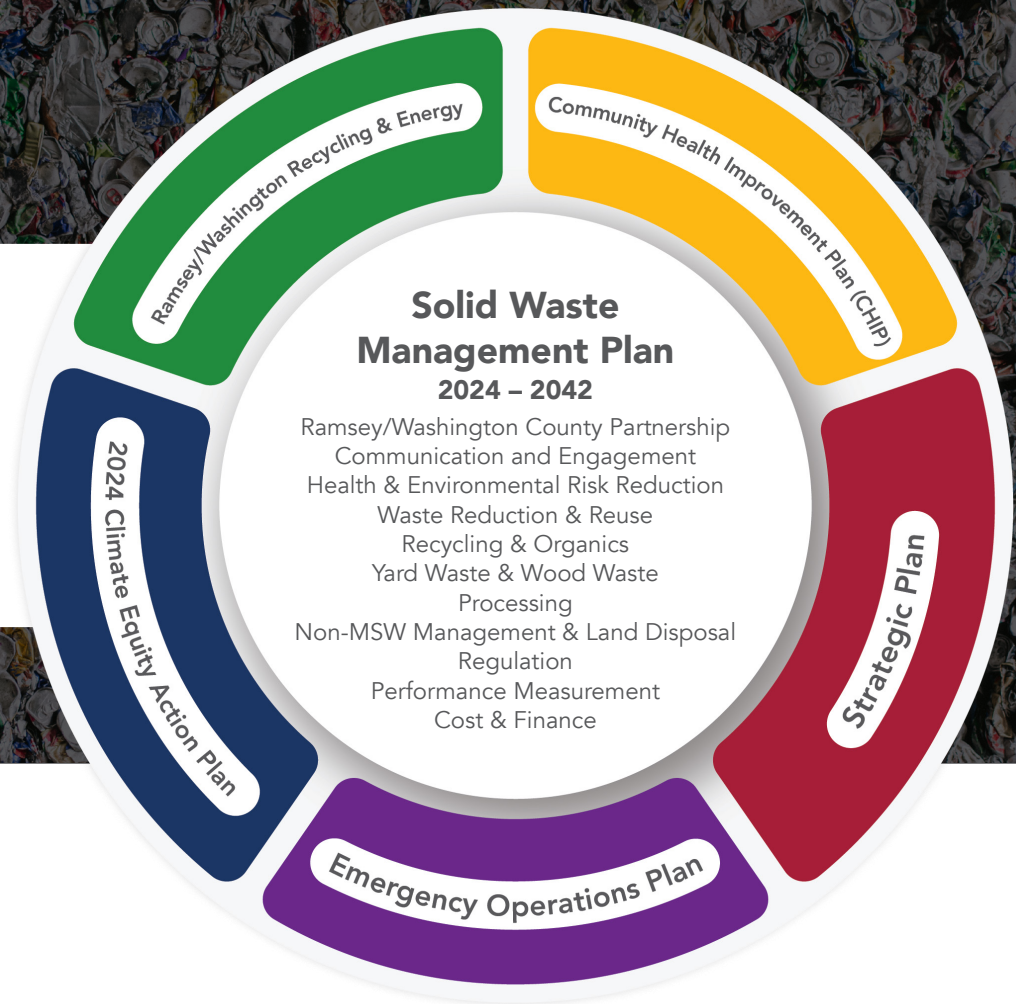 Ramsey/Washington Recycling & Energy
Community Health Improvement Plan (CHIP)
Solid Waste
Management Plan
2024 – 2042
Ramsey/Washington County Partnership
Communication and Engagement
Health & Environmental Risk Reduction
Waste Reduction & Reuse
Recycling & Organics
Yard Waste & Wood Waste
Processing
Non-MSW Management & Land Disposal
Regulation
Performance Measurement
Cost & Finance
Strategic Plan
Emergency Operations Plan
2024 Climate Equity Action Plan